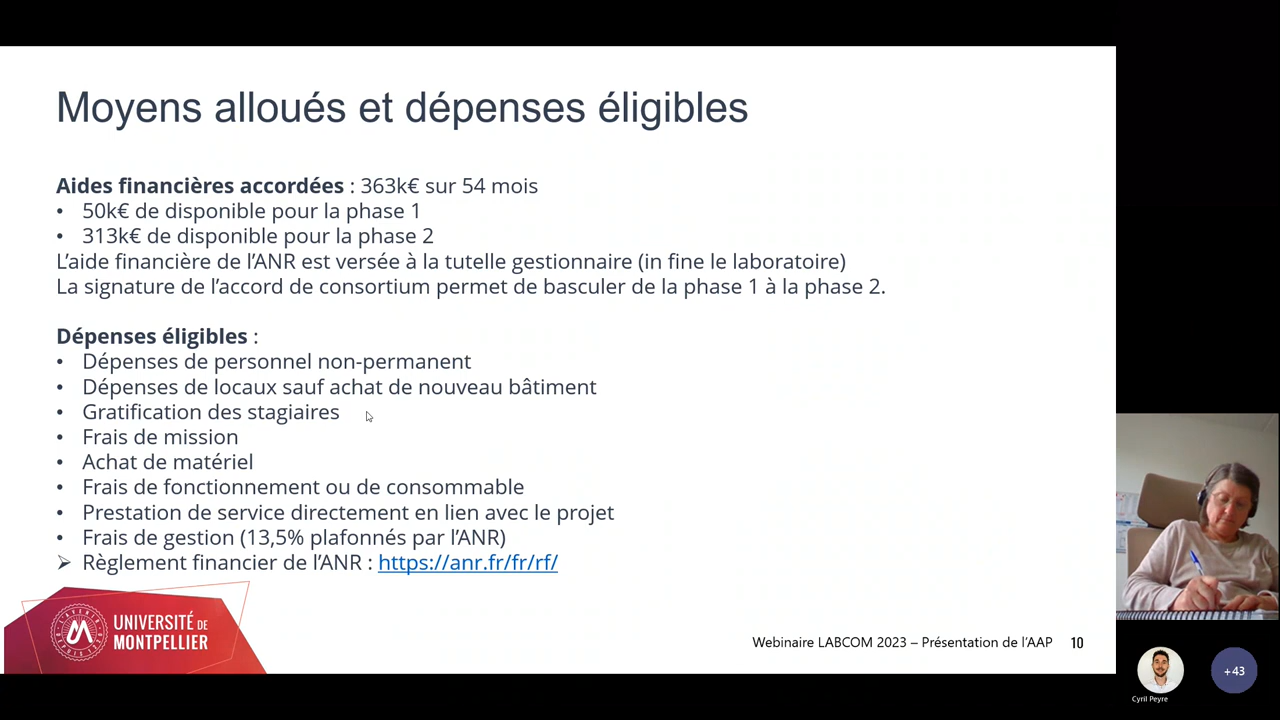 Moyens alloués et dépenses éligibles
Aides financières accordées : 363k€ sur 54 mois
• 50k€ de disponible pour la phase 1
• 313k€ de disponible pour la phase 2
L'aide financière de l'ANR est versée à la tutelle gestionnaire (in fine le laboratoire)
La signature de l'accord de consortium permet de basculer de la phase 1 à la phase 2.
Dépenses éligibles :
• Dépenses de personnel non-permanent
• Dépenses de locaux sauf achat de nouveau bâtiment
• Gratification des stagiaires
• Frais de mission
• Achat de matériel
• Frais de fonctionnement ou de consommable
• Prestation de service directement en lien avec le projet
• Frais de gestion (13,5% plafonnés par l'ANR)
➢ Règlement financier de l'ANR : https://anr.fr/fr/rf/
UNIVERSITÉ DE
MONTPELLIER
Webinaire LABCOM 2023 – Présentation de l'AAP 10
Cyril Peyre
+43